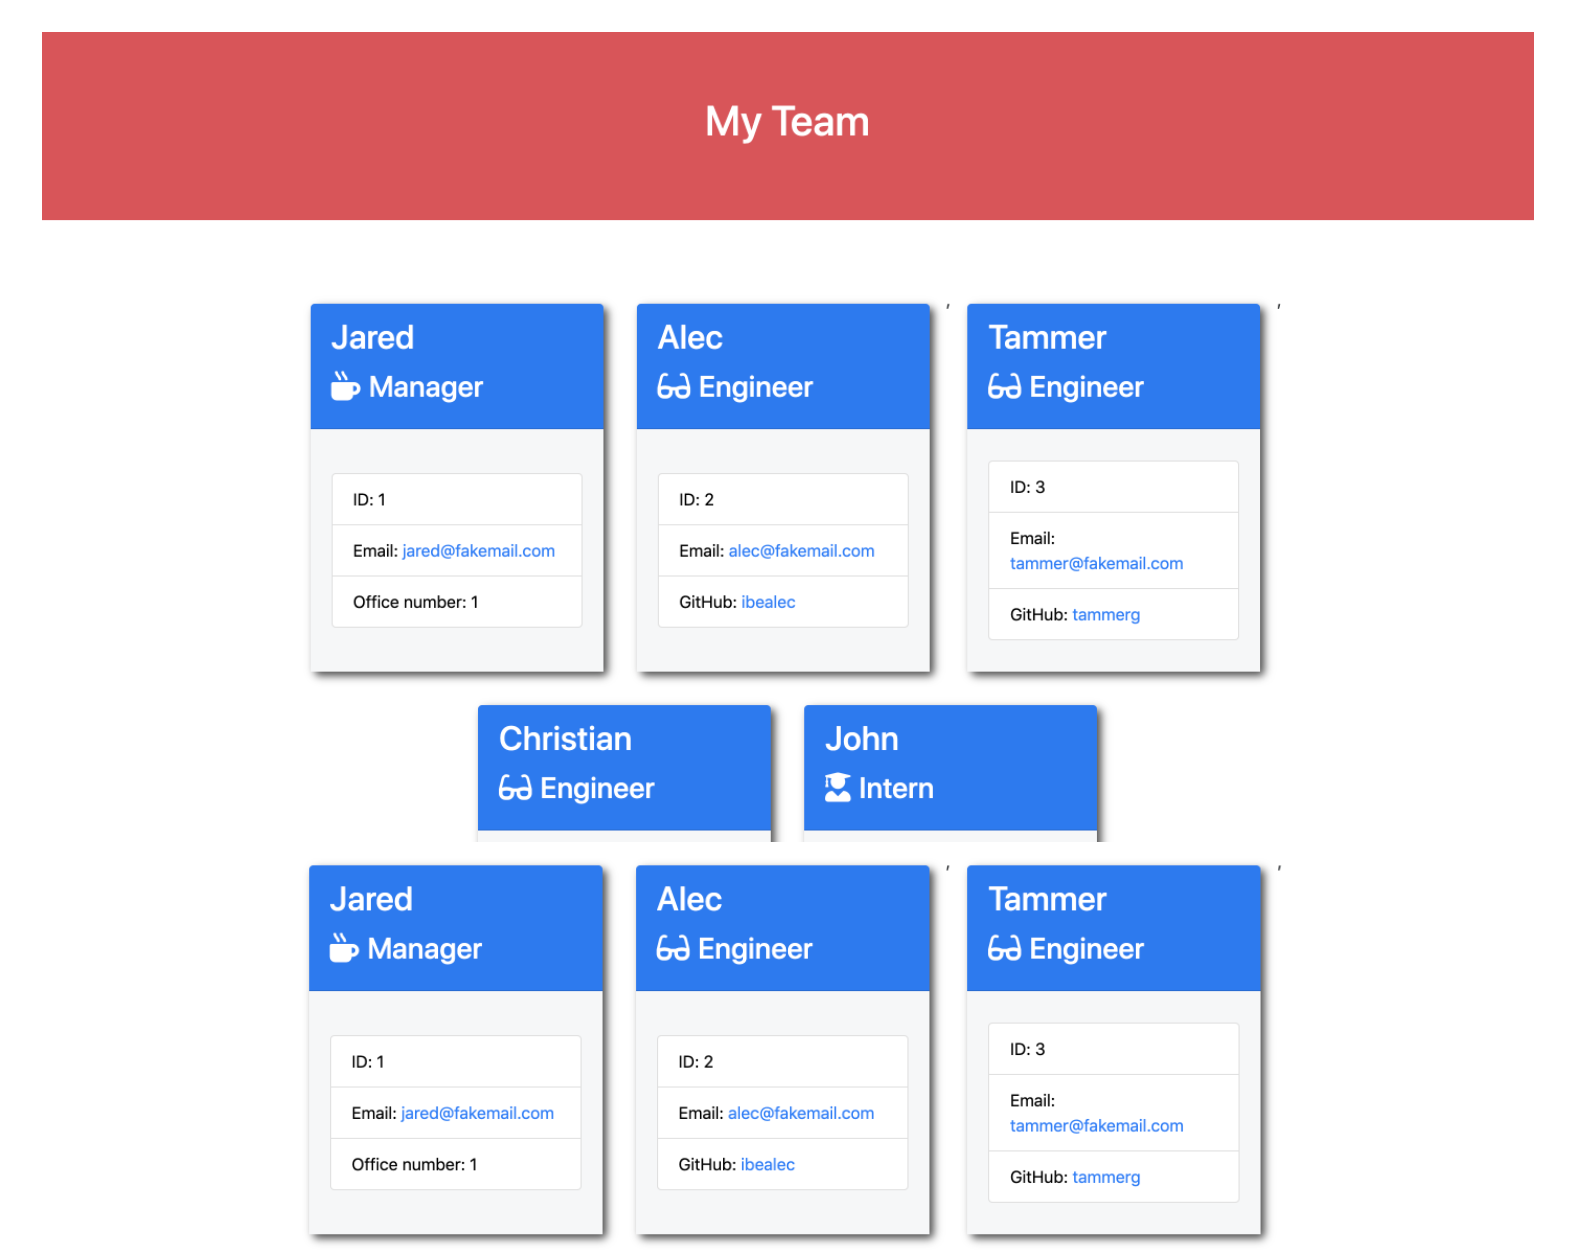 My Team
Jared
Manager
ID: 1
Email: jared@fakemail.com
Office number: 1
Alec
Engineer
ID: 2
Email: alec@fakemail.com
GitHub: ibealec
,
Tammer
Engineer
ID: 3
Email:
tammer@fakemail.com
GitHub: tammerg
,
Christian
Engineer
John
Intern
Jared
Manager
ID: 1
Email: jared@fakemail.com
Office number: 1
Alec
Engineer
ID: 2
Email: alec@fakemail.com
GitHub: ibealec
,
Tammer
Engineer
ID: 3
Email:
tammer@fakemail.com
GitHub: tammerg
,